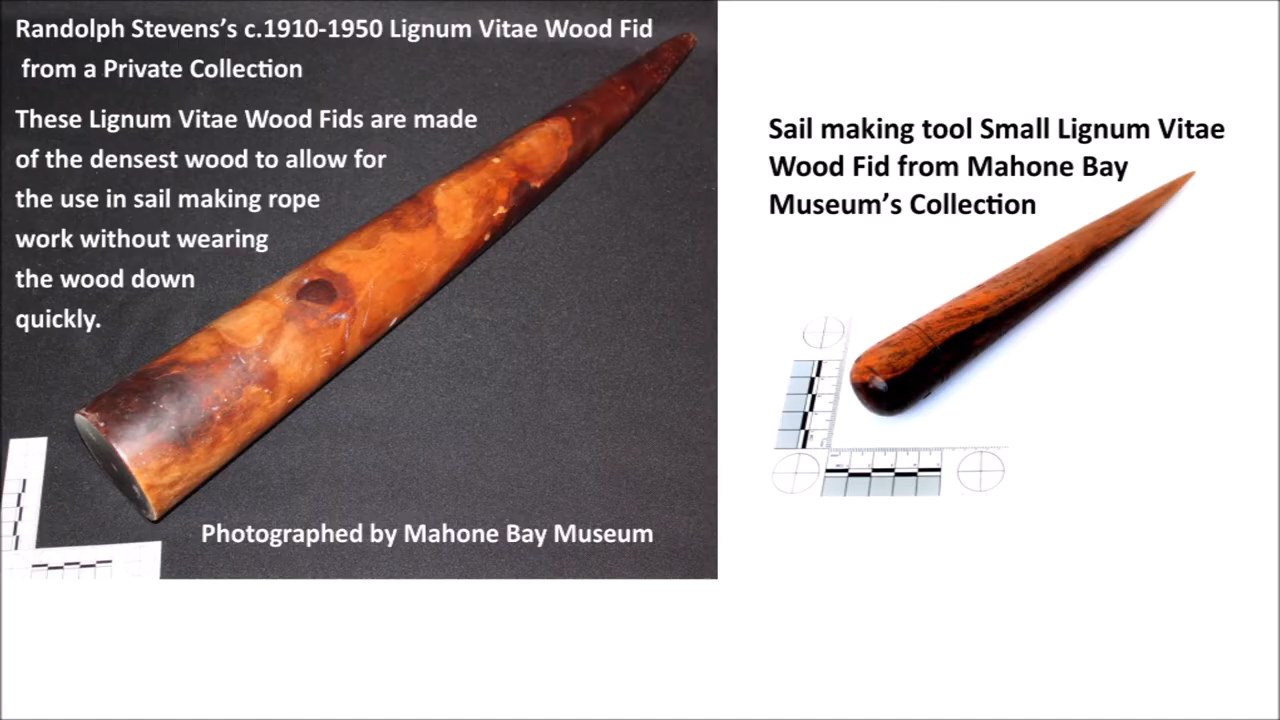 Randolph Stevens's c.1910-1950 Lignum Vitae Wood Fid
from a Private Collection
These Lignum Vitae Wood Fids are made
of the densest wood to allow for
the use in sail making rope
work without wearing
the wood down
quickly.
Photographed by Mahone Bay Museum
Sail making tool Small Lignum Vitae
Wood Fid from Mahone Bay
Museum's Collection